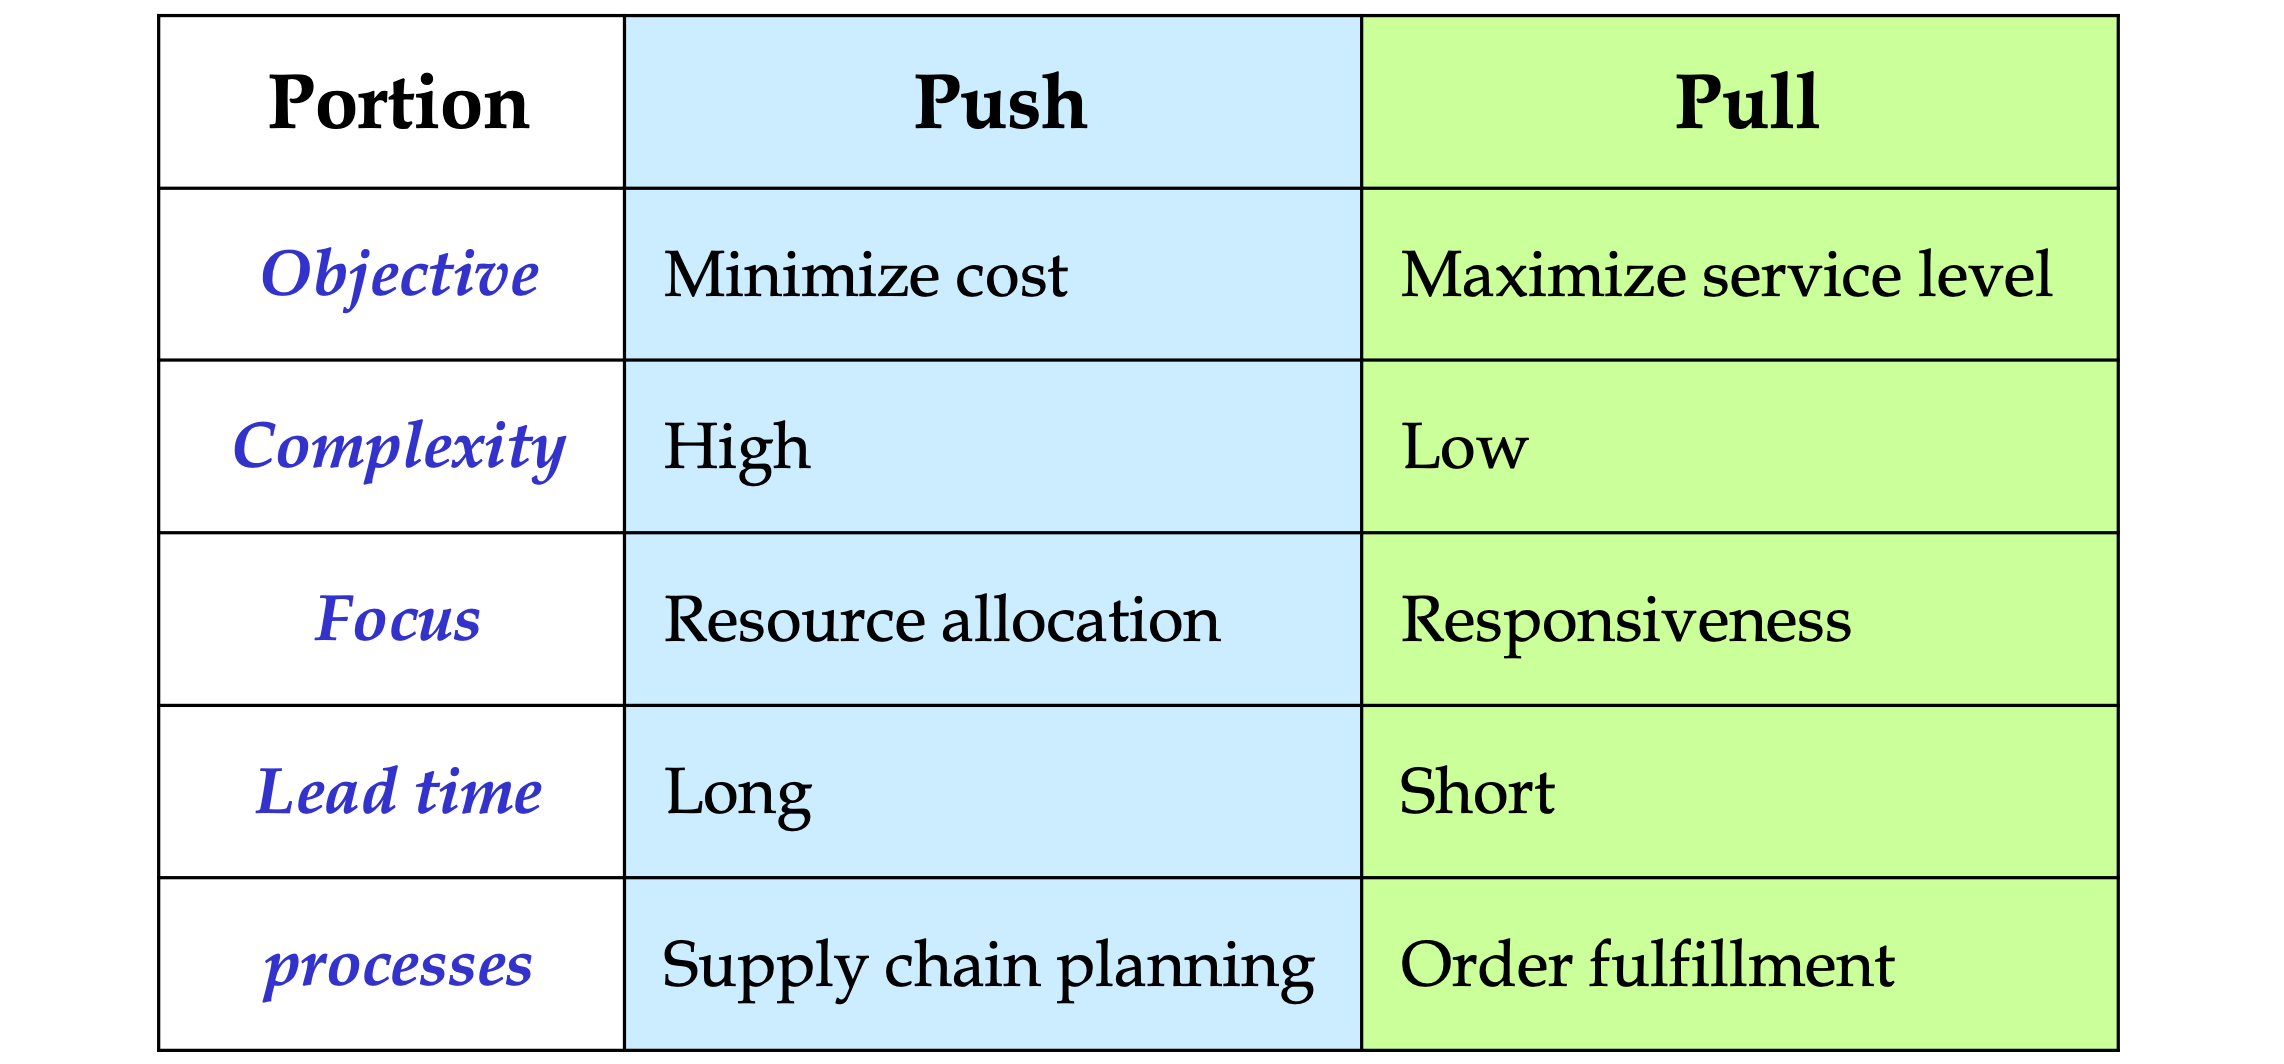 Portion Push Pull
Objective Minimize cost Maximize service level
Complexity High Low
Focus Resource allocation Responsiveness
Lead time Long Short
processes Supply chain planning Order fulfillment